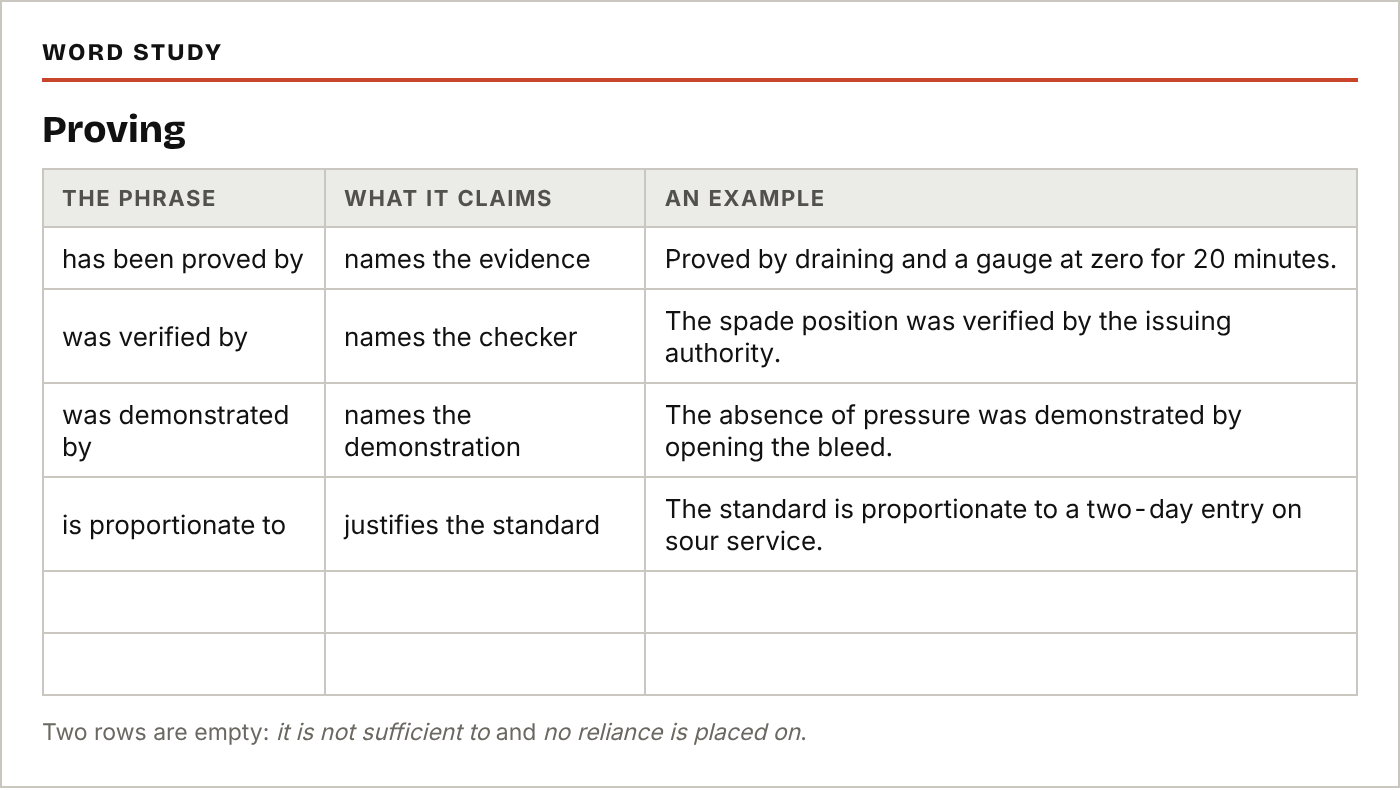 WORD STUDY
Proving
THE PHRASE
WHAT IT CLAIMS
AN EXAMPLE
has been proved by
names the evidence
Proved by draining and a gauge at zero for 20 minutes.
was verified by
names the checker
The spade position was verified by the issuing
authority.
was demonstrated
by
names the
demonstration
The absence of pressure was demonstrated by
opening the bleed.
is proportionate to
justifies the standard
The standard is proportionate to a two-day entry on
sour service.
Two rows are empty: it is not sufficient to and no reliance is placed on.